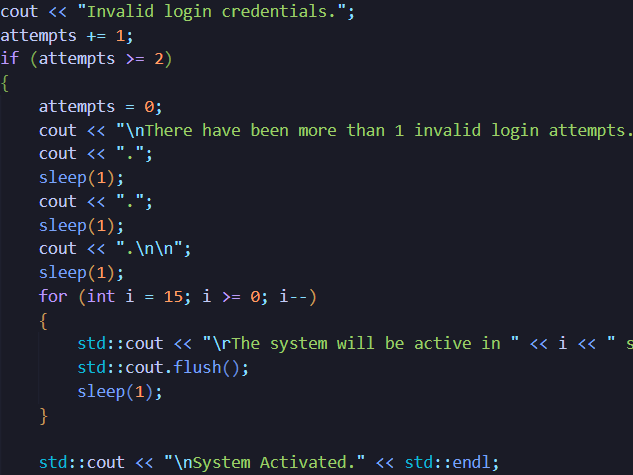 cout << "Invalid login credentials.";
attempts += 1;
if (attempts >= 2)
{
    attempts = 0;
    cout << "\nThere have been more than 1 invalid login attempts.
    cout << ".";
    sleep(1);
    cout << ".";
    sleep(1);
    cout << ".\n\n";
    sleep(1);
    for (int i = 15; i >= 0; i--)
    {
        std::cout << "\rThe system will be active in " << i << " s
        std::cout.flush();
        sleep(1);
    }
    std::cout << "\nSystem Activated." << std::endl;